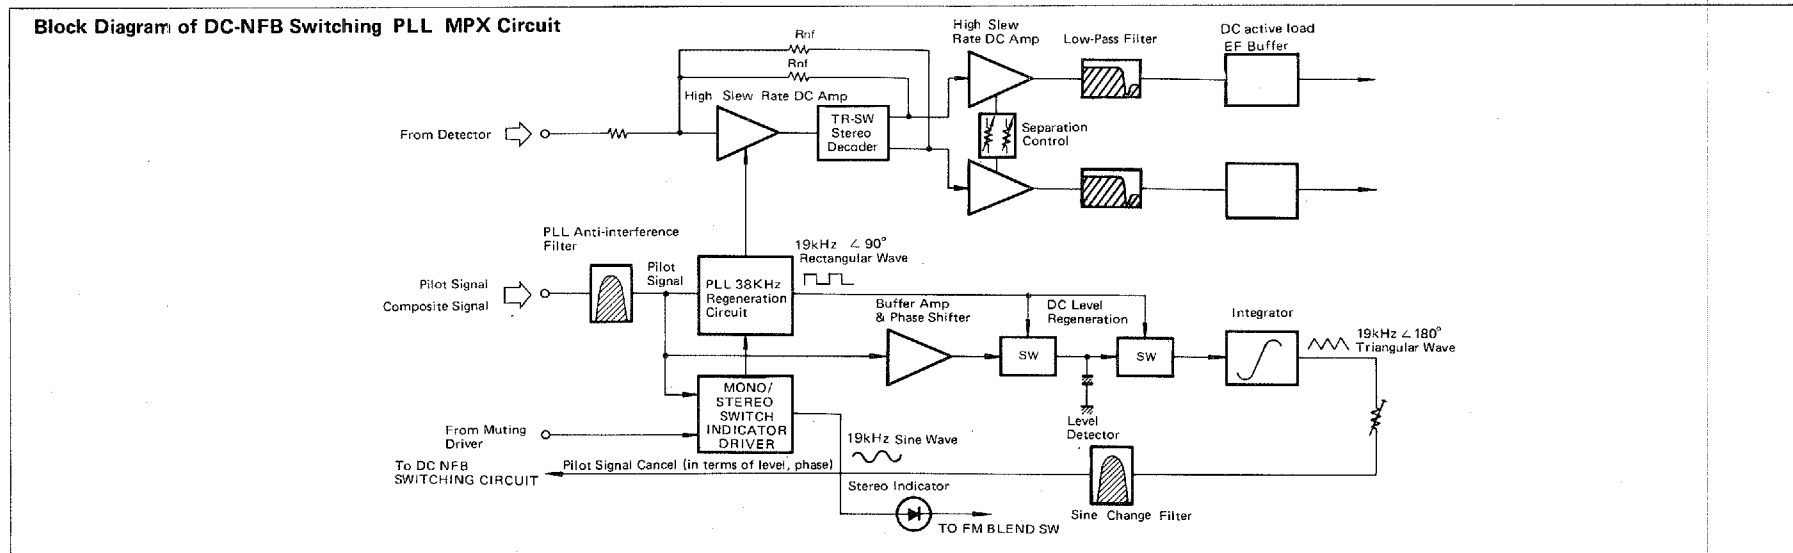 Block Diagram of DC-NFB Switching PLL MPX Circuit
Rnf
Rnf
High Slew Rate DC Amp
From Detector
TR-SW
Stereo
Decoder
High Slew
Rate DC Amp
Separation
Control
Low-Pass Filter
DC active load
EF Buffer
PLL Anti-interference
Filter
Pilot Signal
Composite Signal
Pilot
Signal
PLL 38KHz
Regeneration
Circuit
19kHz ∠ 90°
Rectangular Wave
Buffer Amp
& Phase Shifter
DC Level
Regeneration
SW
SW
Integrator
19kHz ∠ 180°
Triangular Wave
MONO/
STEREO
SWITCH
INDICATOR
DRIVER
From Muting
Driver
Level
Detector
19kHz Sine Wave
To DC NFB
SWITCHING CIRCUIT
Pilot Signal Cancel (in terms of level, phase)
Stereo Indicator
TO FM BLEND SW
Sine Change Filter